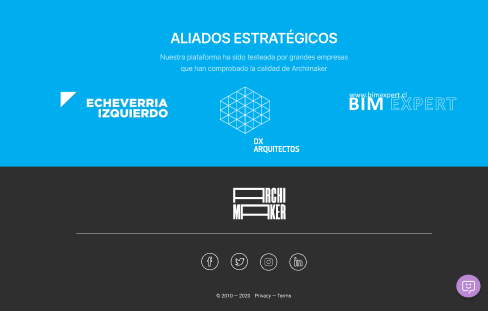 ALIADOS ESTRATÉGICOS
Nuestra plataforma ha sido testeada por grandes empresas
que han comprobado la calidad de Archimaker
ECHEVERRIA
IZQUIERDO
DX
ARQUITECTOS
www.bimexpert.cl
BIM EXPERT
ARCHI
MAKER
© 2010 — 2020 Privacy — Terms